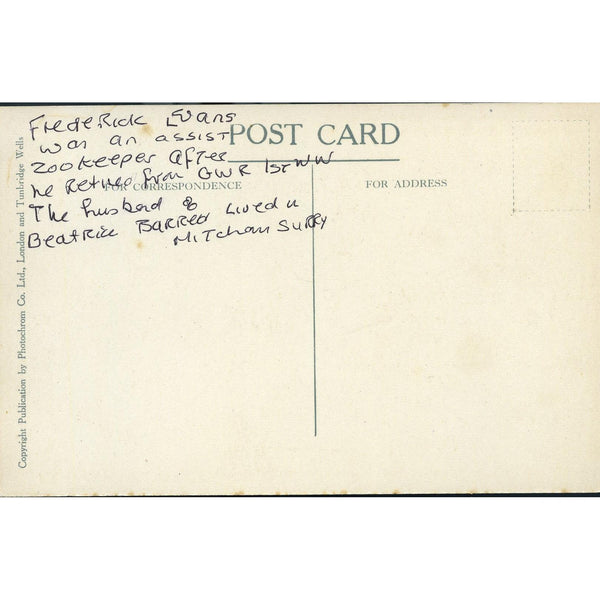 Frederick Evans
was an assist
zookeeper after
he retired from GWR 1st WW
The husband of
Beatrice Barrett Lived in
Mitcham Surry
POST CARD
FOR CORRESPONDENCE
FOR ADDRESS
Copyright Publication by Photochrom Co. Ltd., London and Tunbridge Wells